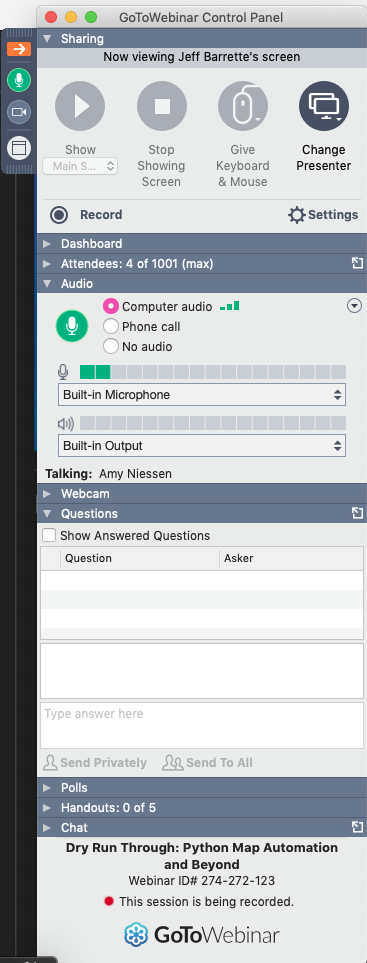 GoToWebinar Control Panel
Sharing
Now viewing Jeff Barrette's screen
Show
Main S...
Stop
Showing
Screen
Give
Keyboard
& Mouse
Change
Presenter
Record
Settings
Dashboard
Attendees: 4 of 1001 (max)
Audio
Computer audio
Phone call
No audio
Built-in Microphone
Built-in Output
Talking: Amy Niessen
Webcam
Questions
Show Answered Questions
Question Asker
Type answer here
Send Privately Send To All
Polls
Handouts: 0 of 5
Chat
Dry Run Through: Python Map Automation
and Beyond
Webinar ID# 274-272-123
This session is being recorded.
GoToWebinar